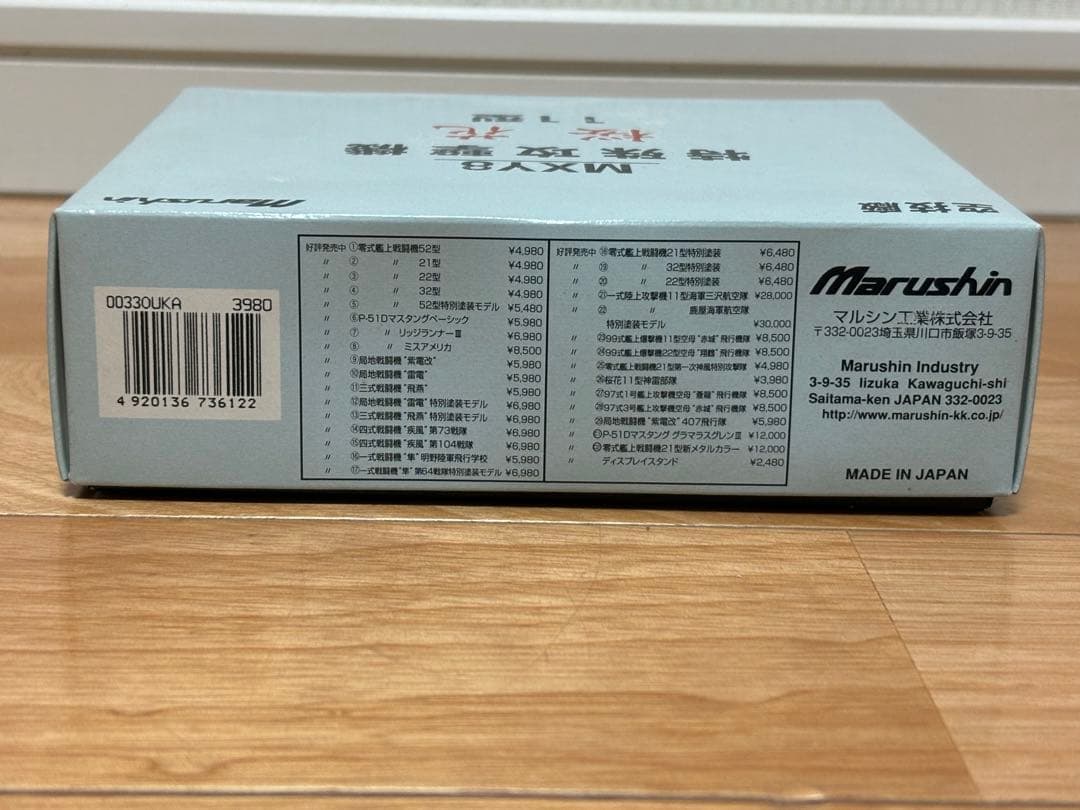 空技廠
MXY8
特殊攻撃機
桜花
11型
Marushin
00330UKA 3980
4 920136 736122
好評発売中 ①零式艦上戦闘機52型 ¥4,980
〃 ② 〃 21型 ¥4,980
〃 ③ 〃 22型 ¥4,980
〃 ④ 〃 32型 ¥4,980
〃 ⑤ 〃 52型特別塗装モデル ¥5,480
〃 ⑥P-51Dマスタングベーシック ¥5,980
〃 ⑦ 〃 リッジランナーⅢ ¥6,980
〃 ⑧ 〃 ミスアメリカ ¥8,500
〃 ⑨局地戦闘機“紫電改” ¥5,980
〃 ⑩局地戦闘機“雷電” ¥5,980
〃 ⑪三式戦闘機“飛燕” ¥5,980
〃 ⑫局地戦闘機“雷電”特別塗装 ¥6,980
〃 ⑬三式戦闘機“飛燕”特別塗装 ¥6,980
〃 ⑭四式戦闘機“疾風”第73戦隊 ¥6,980
〃 ⑮四式戦闘機“疾風”第104戦隊 ¥6,980
〃 ⑯一式戦闘機“隼”明野陸軍飛行学校 ¥5,980
〃 ⑰一式戦闘機“隼”第64戦隊特別塗装モデル ¥6,980
好評発売中 ⑱零式艦上戦闘機21型特別塗装 ¥6,480
〃 ⑲ 〃 32型特別塗装 ¥6,480
〃 ⑳ 〃 22型特別塗装 ¥6,480
〃 ㉑一式陸上攻撃機11型海軍三沢航空隊 ¥28,000
〃 ㉒ 〃 鹿屋海軍航空隊
特別塗装モデル ¥30,000
〃 ㉓99式艦上爆撃機11型空母“赤城”飛行機隊 ¥8,500
〃 ㉔99式艦上爆撃機22型空母“翔鶴”飛行機隊 ¥8,500
〃 ㉕零式艦上戦闘機21型第一次神風特別攻撃隊 ¥4,980
〃 ㉖桜花11型神雷部隊 ¥3,980
〃 ㉗97式1号艦上攻撃機空母“蒼龍”飛行機隊 ¥8,500
〃 ㉘97式3号艦上攻撃機空母“赤城”飛行機隊 ¥8,500
〃 ㉙局地戦闘機“紫電改”407飛行隊 ¥5,980
〃 P-51Dマスタング グラマラスグレンⅢ ¥12,000
〃 零式艦上戦闘機21型新メタルカラー ¥12,000
〃 ディスプレイスタンド ¥2,480
Marushin
マルシン工業株式会社
〒332-0023埼玉県川口市飯塚3-9-35
Marushin Industry
3-9-35 Iizuka Kawaguchi-shi
Saitama-ken JAPAN 332-0023
http://www.marushin-kk.co.jp/
MADE IN JAPAN